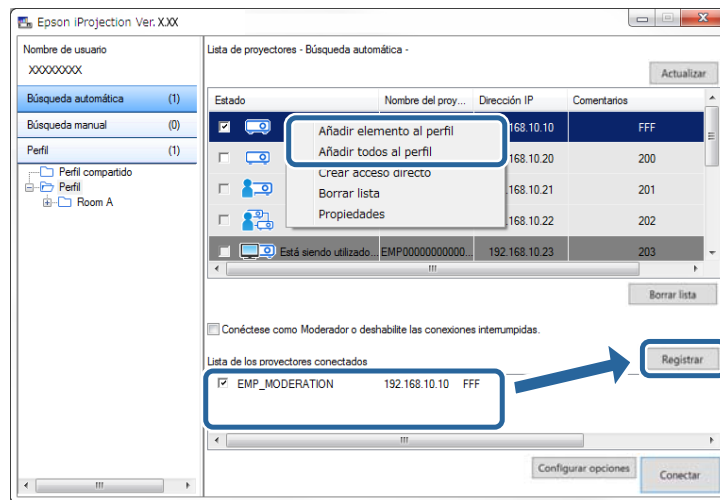 Epson iProjection Ver. X.XX
Nombre de usuario
XXXXXXXX
Búsqueda automática (1)
Búsqueda manual (0)
Perfil (1)
Perfil compartido
Perfil
Room A
Lista de proyectores - Búsqueda automática -
Actualizar
Estado Nombre del proy... Dirección IP Comentarios
168.10.10 FFF
168.10.20 200
168.10.21 201
168.10.22 202
Está siendo utilizado... EMP00000000000... 192.168.10.23 203
Añadir elemento al perfil
Añadir todos al perfil
Crear acceso directo
Borrar lista
Propiedades
Borrar lista
Conéctese como Moderador o deshabilite las conexiones interrumpidas.
Lista de los proyectores conectados
Registrar
EMP_MODERATION 192.168.10.10 FFF
Configurar opciones
Conectar